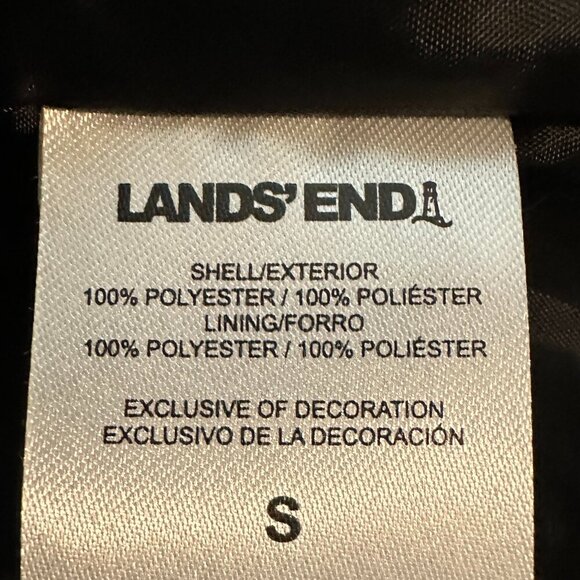 LANDS' END
SHELL/EXTERIOR
100% POLYESTER / 100% POLIÉSTER
LINING/FORRO
100% POLYESTER / 100% POLIÉSTER
EXCLUSIVE OF DECORATION
EXCLUSIVO DE LA DECORACIÓN
S